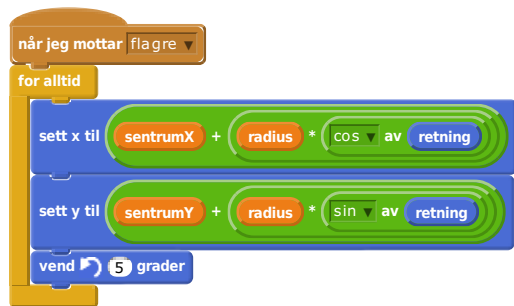 når jeg mottar flagre
for alltid
sett x til sentrumX + radius * cos av retning
sett y til sentrumY + radius * sin av retning
vend 5 grader